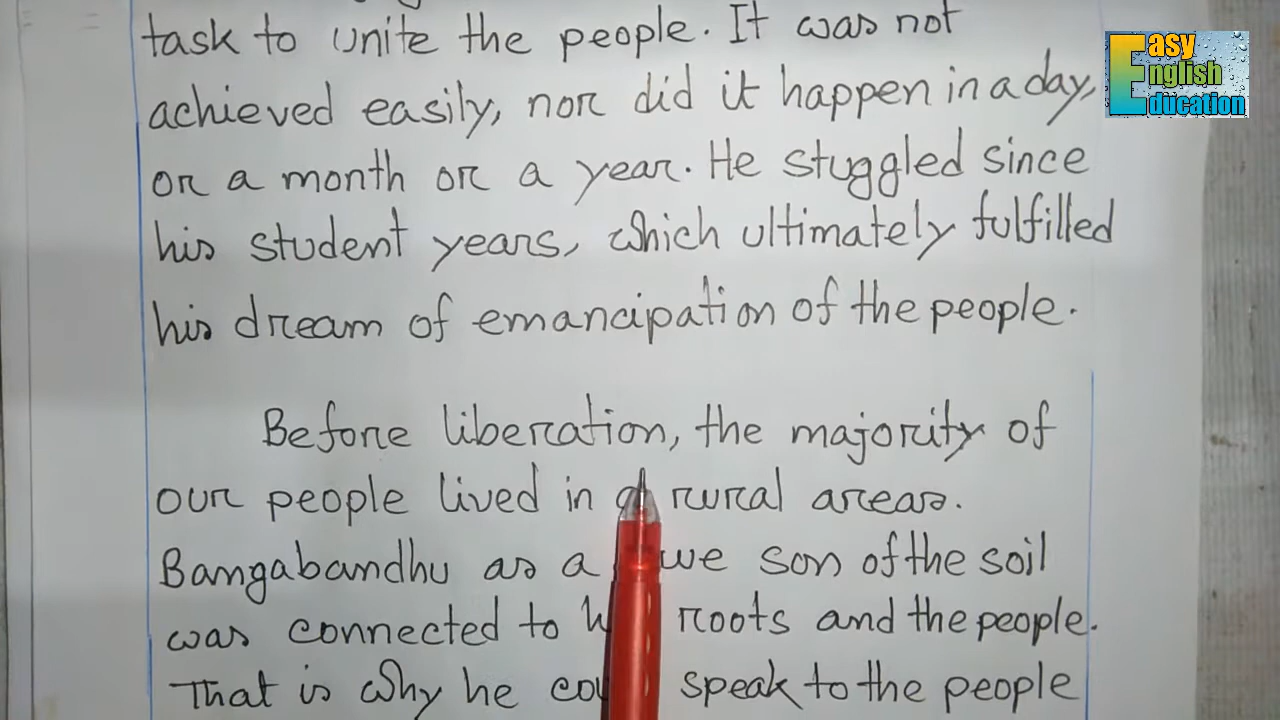 task to unite the people. It was not
achieved easily, nor did it happen in a day,
or a month or a year. He stuggled since
his student years, which ultimately fulfilled
his dream of emancipation of the people.
Before liberation, the majority of
our people lived in a rural areas.
Bangabandhu as a son of the soil
was connected to roots and the people.
That is why he speak to the people
Easy
English
Education